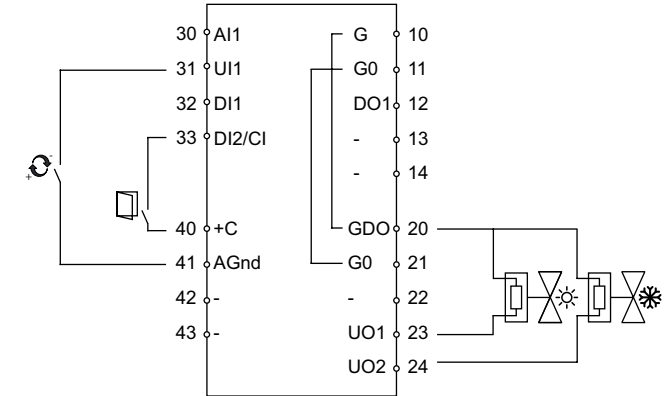 30 AI1 G 10
31 UI1 G0 11
32 DI1 DO1 12
33 DI2/CI - 13
- 14
40 +C GDO 20
41 AGnd G0 21
42 - - 22
43 - UO1 23
UO2 24
- +